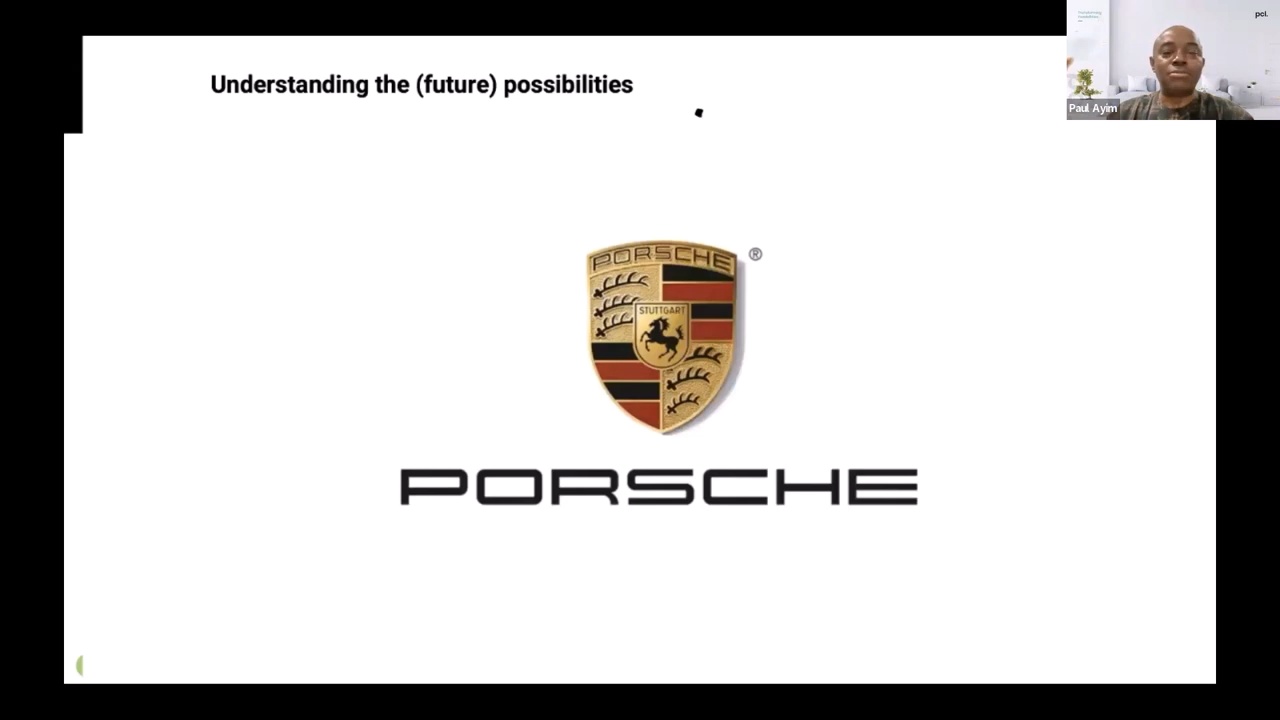 Understanding the (future) possibilities
pcl.
Paul Ayim
PORSCHE
®
STUTTGART
PORSCHE